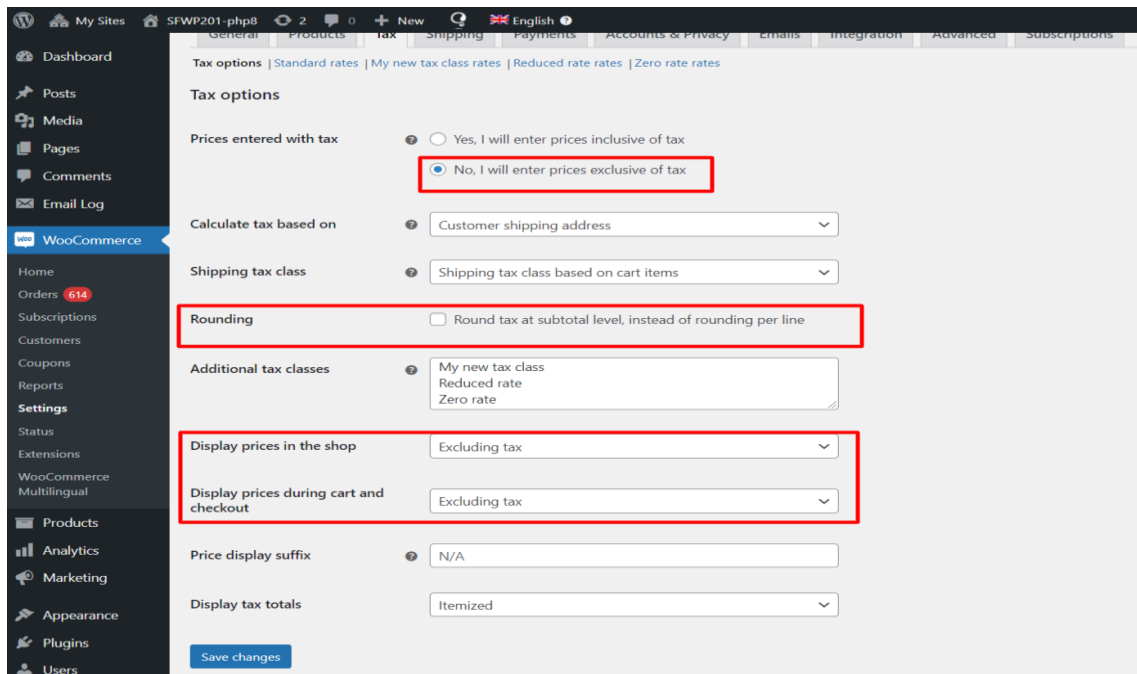 My Sites SFWP201-php8 2 0 New English
General Products Tax Shipping Payments Accounts & Privacy Emails Integration Advanced Subscriptions
Dashboard
Posts
Media
Pages
Comments
Email Log
Woo WooCommerce
Home
Orders 614
Subscriptions
Customers
Coupons
Reports
Settings
Status
Extensions
WooCommerce
Multilingual
Products
Analytics
Marketing
Appearance
Plugins
Users
Tax options | Standard rates | My new tax class rates | Reduced rate rates | Zero rate rates
Tax options
Prices entered with tax
Yes, I will enter prices inclusive of tax
No, I will enter prices exclusive of tax
Calculate tax based on
Customer shipping address
Shipping tax class
Shipping tax class based on cart items
Rounding
Round tax at subtotal level, instead of rounding per line
Additional tax classes
My new tax class
Reduced rate
Zero rate
Display prices in the shop
Excluding tax
Display prices during cart and
checkout
Excluding tax
Price display suffix
N/A
Display tax totals
Itemized
Save changes